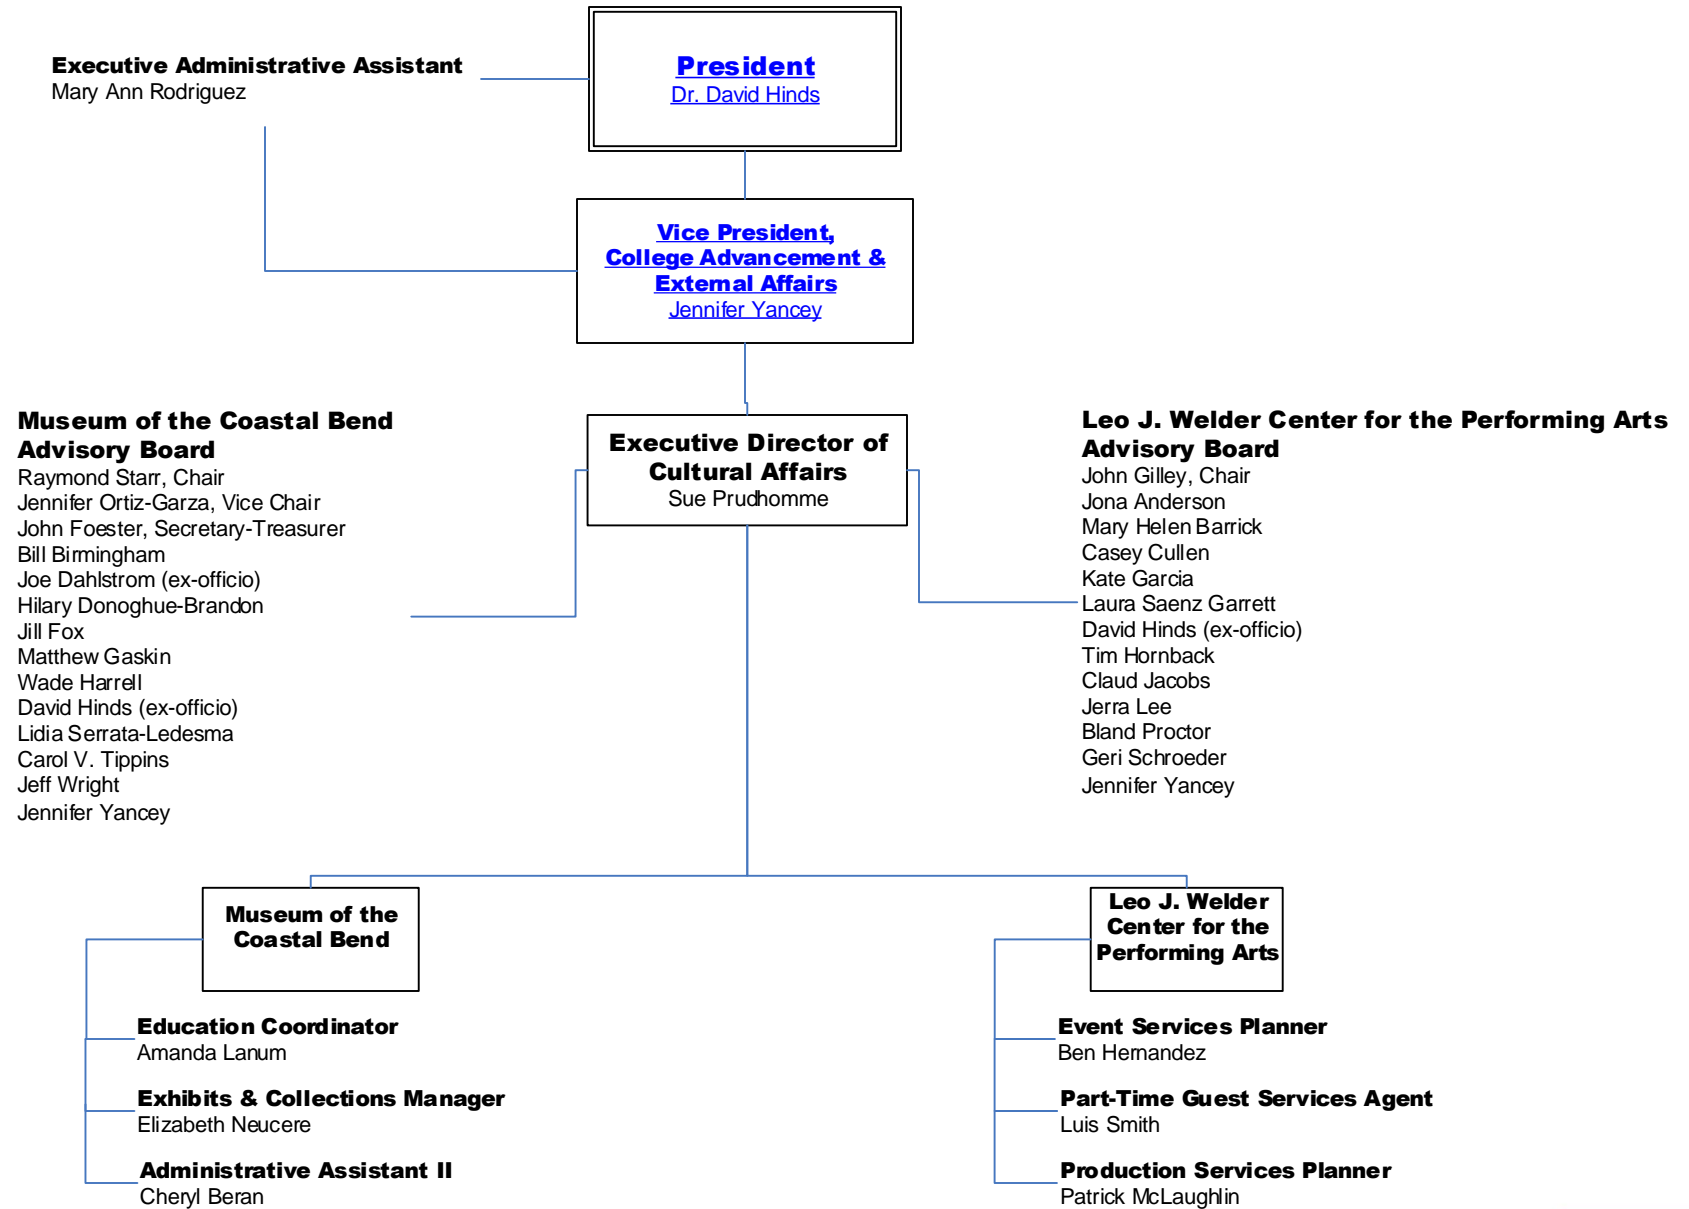 Executive Administrative Assistant
Mary Ann Rodriguez
President
Dr. David Hinds
Vice President,
College Advancement &
External Affairs
Jennifer Yancey
Museum of the Coastal Bend
Advisory Board
Raymond Starr, Chair
Jennifer Ortiz-Garza, Vice Chair
John Foester, Secretary-Treasurer
Bill Birmingham
Joe Dahlstrom (ex-officio)
Hilary Donoghue-Brandon
Jill Fox
Matthew Gaskin
Wade Harrell
David Hinds (ex-officio)
Lidia Serrata-Ledesma
Carol V. Tippins
Jeff Wright
Jennifer Yancey
Executive Director of
Cultural Affairs
Sue Prudhomme
Leo J. Welder Center for the Performing Arts
Advisory Board
John Gilley, Chair
Jona Anderson
Mary Helen Barrick
Casey Cullen
Kate Garcia
Laura Saenz Garrett
David Hinds (ex-officio)
Tim Hornback
Claud Jacobs
Jerra Lee
Bland Proctor
Geri Schroeder
Jennifer Yancey
Museum of the
Coastal Bend
Education Coordinator
Amanda Lanum
Exhibits & Collections Manager
Elizabeth Neucere
Administrative Assistant II
Cheryl Beran
Leo J. Welder
Center for the
Performing Arts
Event Services Planner
Ben Hernandez
Part-Time Guest Services Agent
Luis Smith
Production Services Planner
Patrick McLaughlin